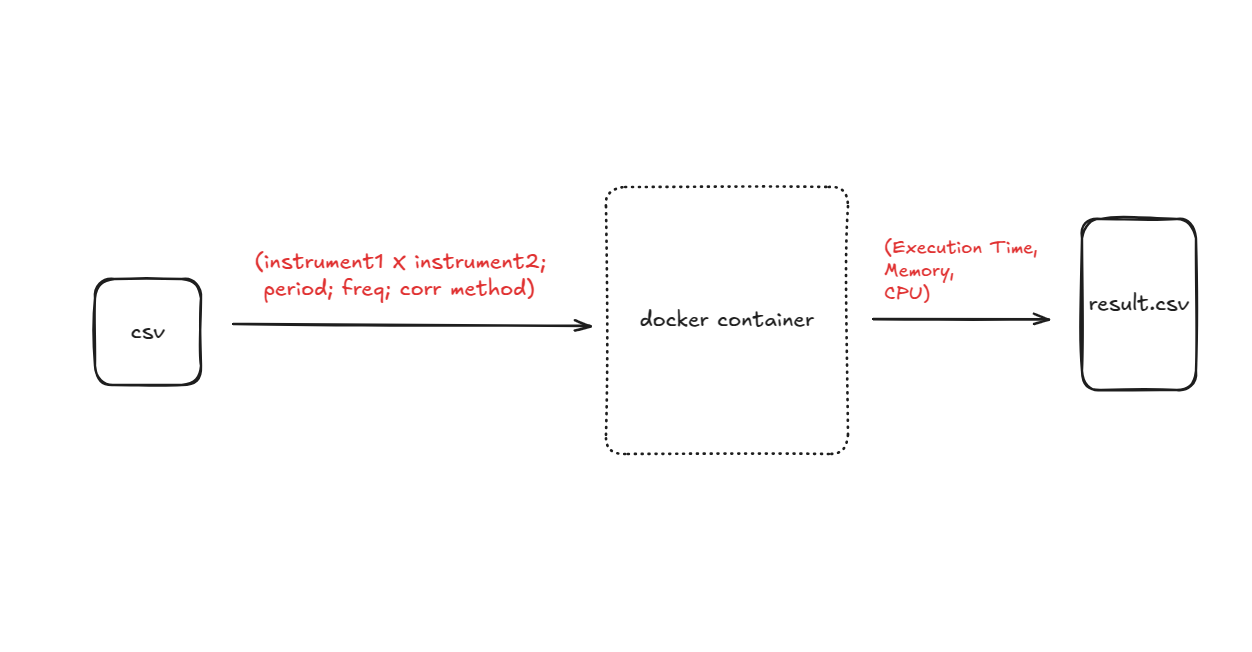 csv
(instrument1 x instrument2;
period; freq; corr method)
docker container
(Execution Time,
Memory,
CPU)
result.csv